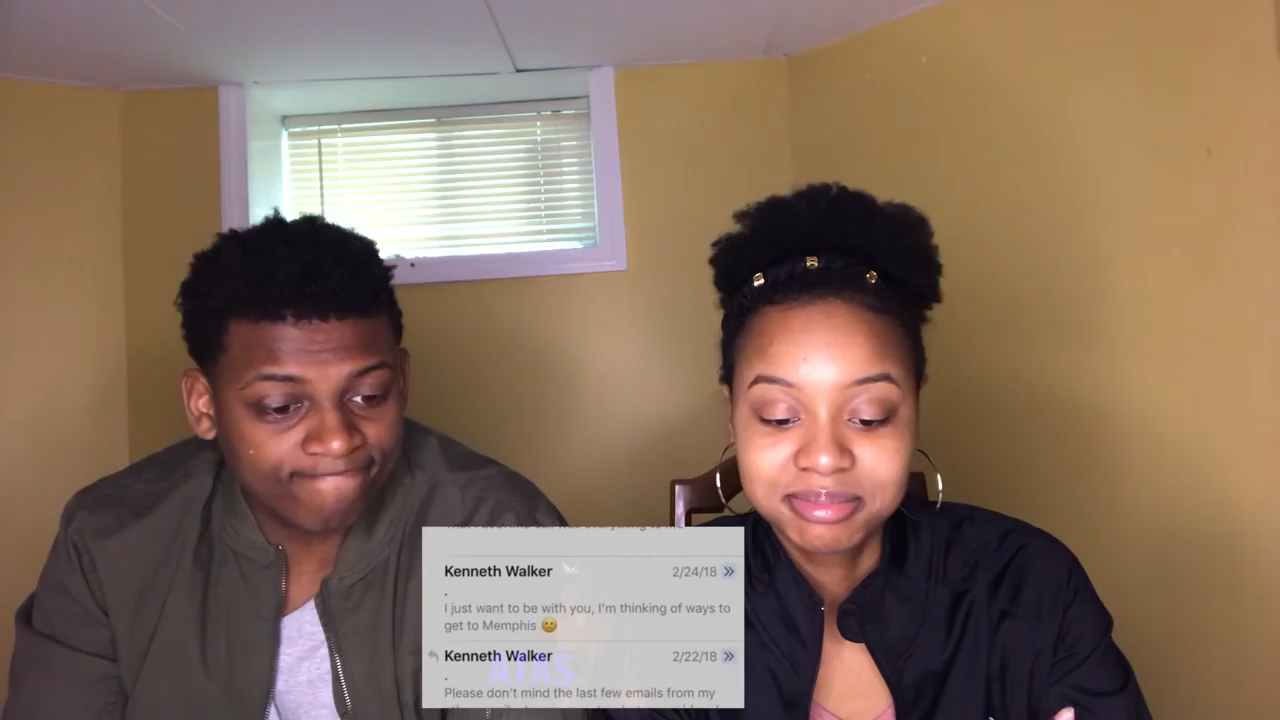 Kenneth Walker 2/24/18 »
.
I just want to be with you, I'm thinking of ways to
get to Memphis 😕
Kenneth Walker 2/22/18 »
.
Please don't mind the last few emails from my